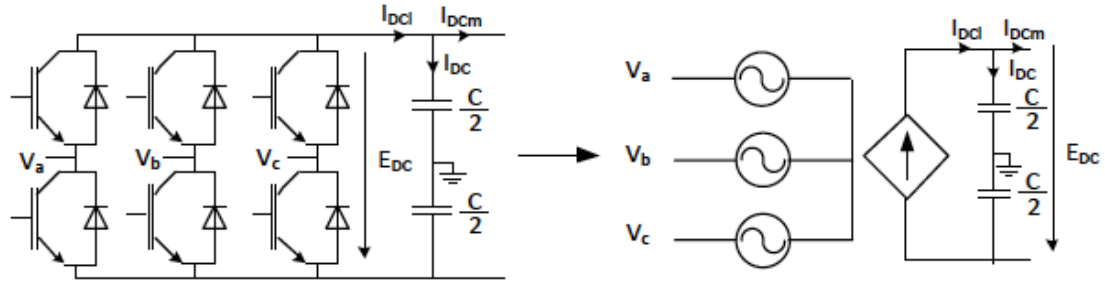 I_DCl I_DCm
I_DC
C/2
V_a V_b V_c E_DC
C/2
I_DCl I_DCm
V_a I_DC
C/2
V_b E_DC
C/2
V_c